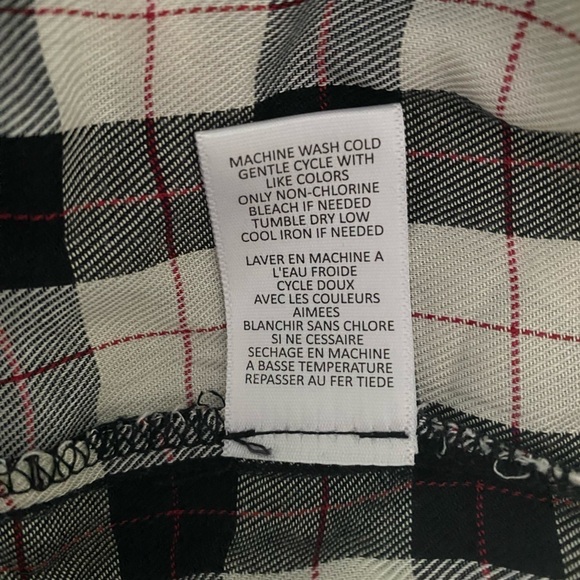 MACHINE WASH COLD
GENTLE CYCLE WITH
LIKE COLORS
ONLY NON-CHLORINE
BLEACH IF NEEDED
TUMBLE DRY LOW
COOL IRON IF NEEDED
LAVER EN MACHINE A
L'EAU FROIDE
CYCLE DOUX
AVEC LES COULEURS
AIMEES
BLANCHIR SANS CHLORE
SI NE CESSAIRE
SECHAGE EN MACHINE
A BASSE TEMPERATURE
REPASSER AU FER TIEDE